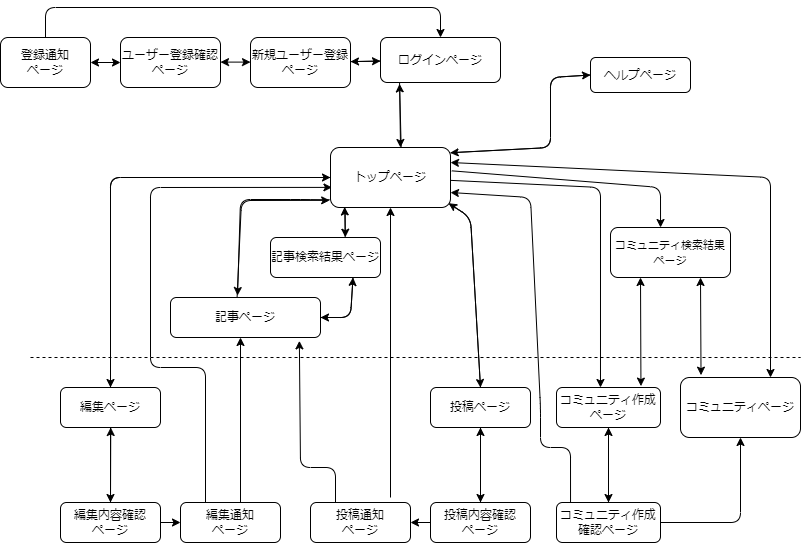 登録通知
ページ
ユーザー登録確認
ページ
新規ユーザー登録
ページ
ログインページ
ヘルプページ
トップページ
記事検索結果ページ
コミュニティ検索結果
ページ
記事ページ
編集ページ
投稿ページ
コミュニティ作成
ページ
コミュニティページ
編集内容確認
ページ
編集通知
ページ
投稿通知
ページ
投稿内容確認
ページ
コミュニティ作成
確認ページ